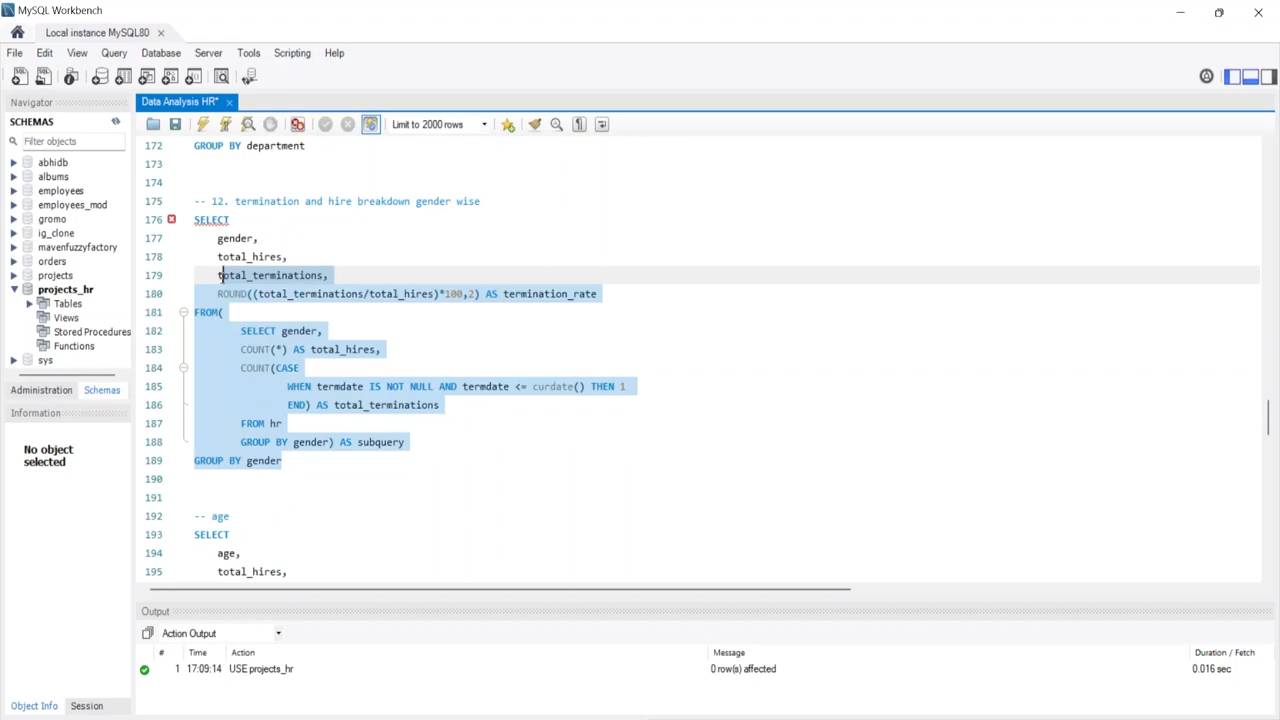 MySQL Workbench
Local instance MySQL80
File Edit View Query Database Server Tools Scripting Help
Navigator
SCHEMAS
Filter objects
abhidb
albums
employees
employees_mod
gromo
ig_clone
mavenfuzzyfactory
orders
projects
projects_hr
Tables
Views
Stored Procedures
Functions
sys
Administration Schemas
Information
No object
selected
Object Info Session
Data Analysis HR*
Limit to 2000 rows
172 GROUP BY department
173
174
175 -- 12. termination and hire breakdown gender wise
176 SELECT
177 gender,
178 total_hires,
179 total_terminations,
180 ROUND((total_terminations/total_hires)*100,2) AS termination_rate
181 FROM(
182 SELECT gender,
183 COUNT(*) AS total_hires,
184 COUNT(CASE
185 WHEN termdate IS NOT NULL AND termdate <= curdate() THEN 1
186 END) AS total_terminations
187 FROM hr
188 GROUP BY gender) AS subquery
189 GROUP BY gender
190
191
192 -- age
193 SELECT
194 age,
195 total_hires,
Output
Action Output
# Time Action Message Duration / Fetch
1 17:09:14 USE projects_hr 0 row(s) affected 0.016 sec